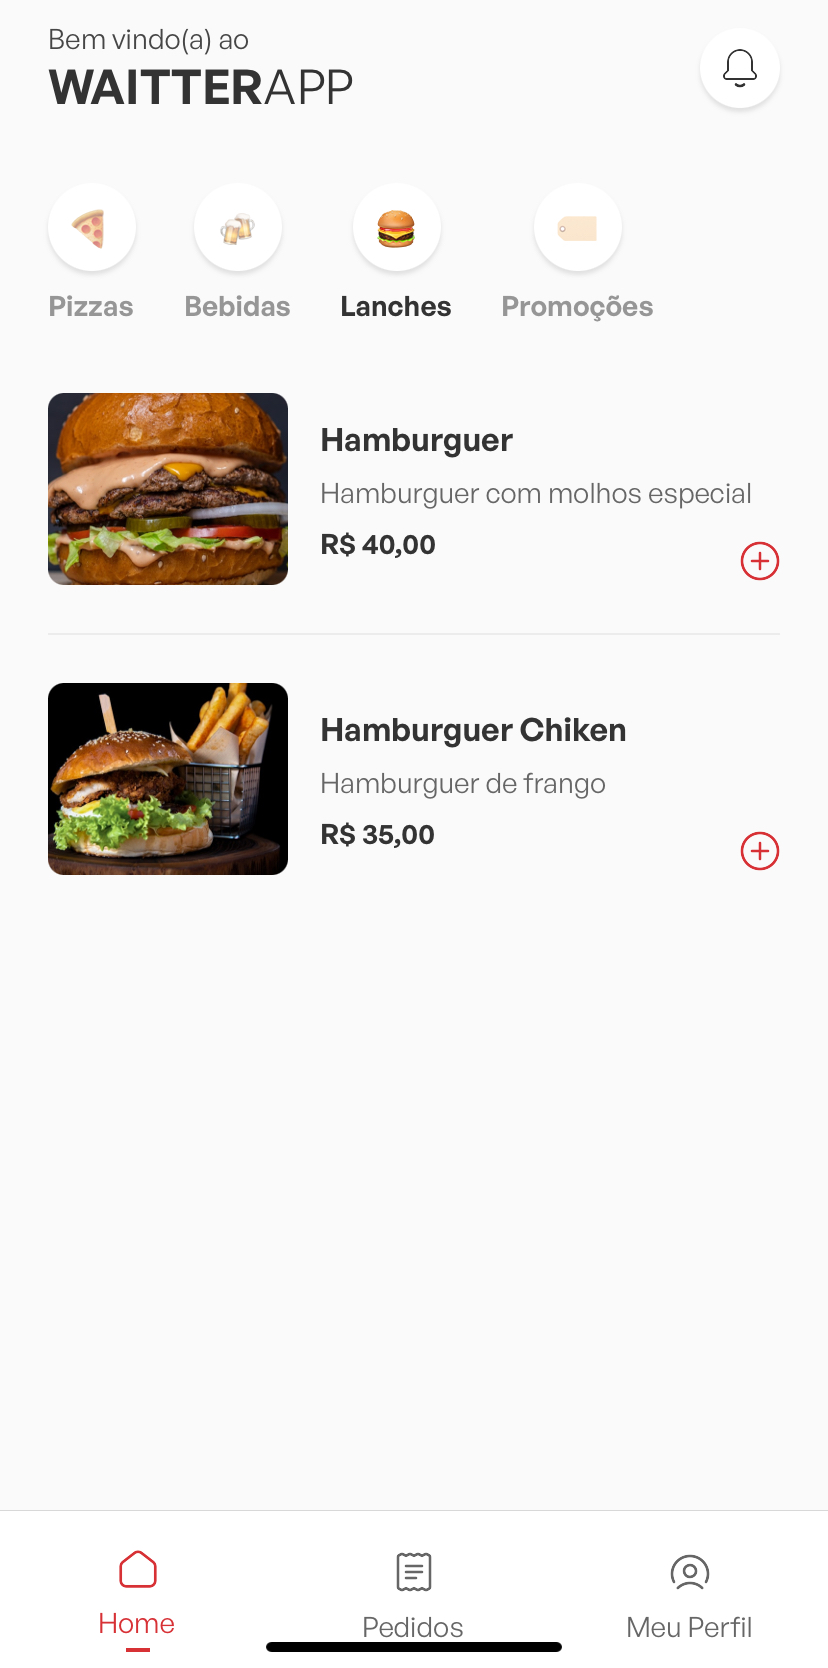 Bem vindo(a) ao
WAITTERAPP
Pizzas
Bebidas
Lanches
Promoções
Hamburguer
Hamburguer com molhos especial
R$ 40,00
Hamburguer Chiken
Hamburguer de frango
R$ 35,00
Home
Pedidos
Meu Perfil